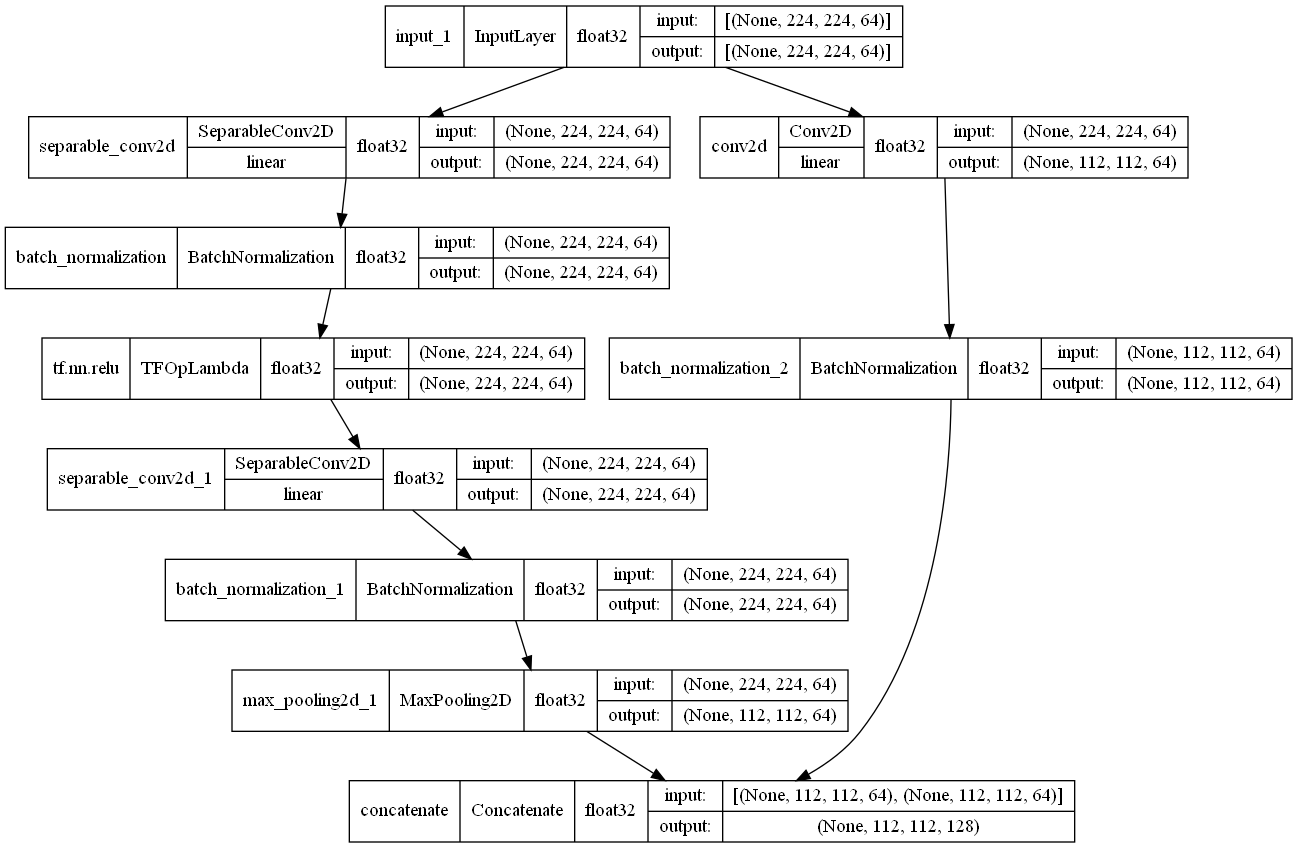 input_1 InputLayer float32 input: [(None, 224, 224, 64)]
output: [(None, 224, 224, 64)]
separable_conv2d SeparableConv2D linear float32 input: (None, 224, 224, 64)
output: (None, 224, 224, 64)
conv2d Conv2D linear float32 input: (None, 224, 224, 64)
output: (None, 112, 112, 64)
batch_normalization BatchNormalization float32 input: (None, 224, 224, 64)
output: (None, 224, 224, 64)
tf.nn.relu TFOpLambda float32 input: (None, 224, 224, 64)
output: (None, 224, 224, 64)
batch_normalization_2 BatchNormalization float32 input: (None, 112, 112, 64)
output: (None, 112, 112, 64)
separable_conv2d_1 SeparableConv2D linear float32 input: (None, 224, 224, 64)
output: (None, 224, 224, 64)
batch_normalization_1 BatchNormalization float32 input: (None, 224, 224, 64)
output: (None, 224, 224, 64)
max_pooling2d_1 MaxPooling2D float32 input: (None, 224, 224, 64)
output: (None, 112, 112, 64)
concatenate Concatenate float32 input: [(None, 112, 112, 64), (None, 112, 112, 64)]
output: (None, 112, 112, 128)